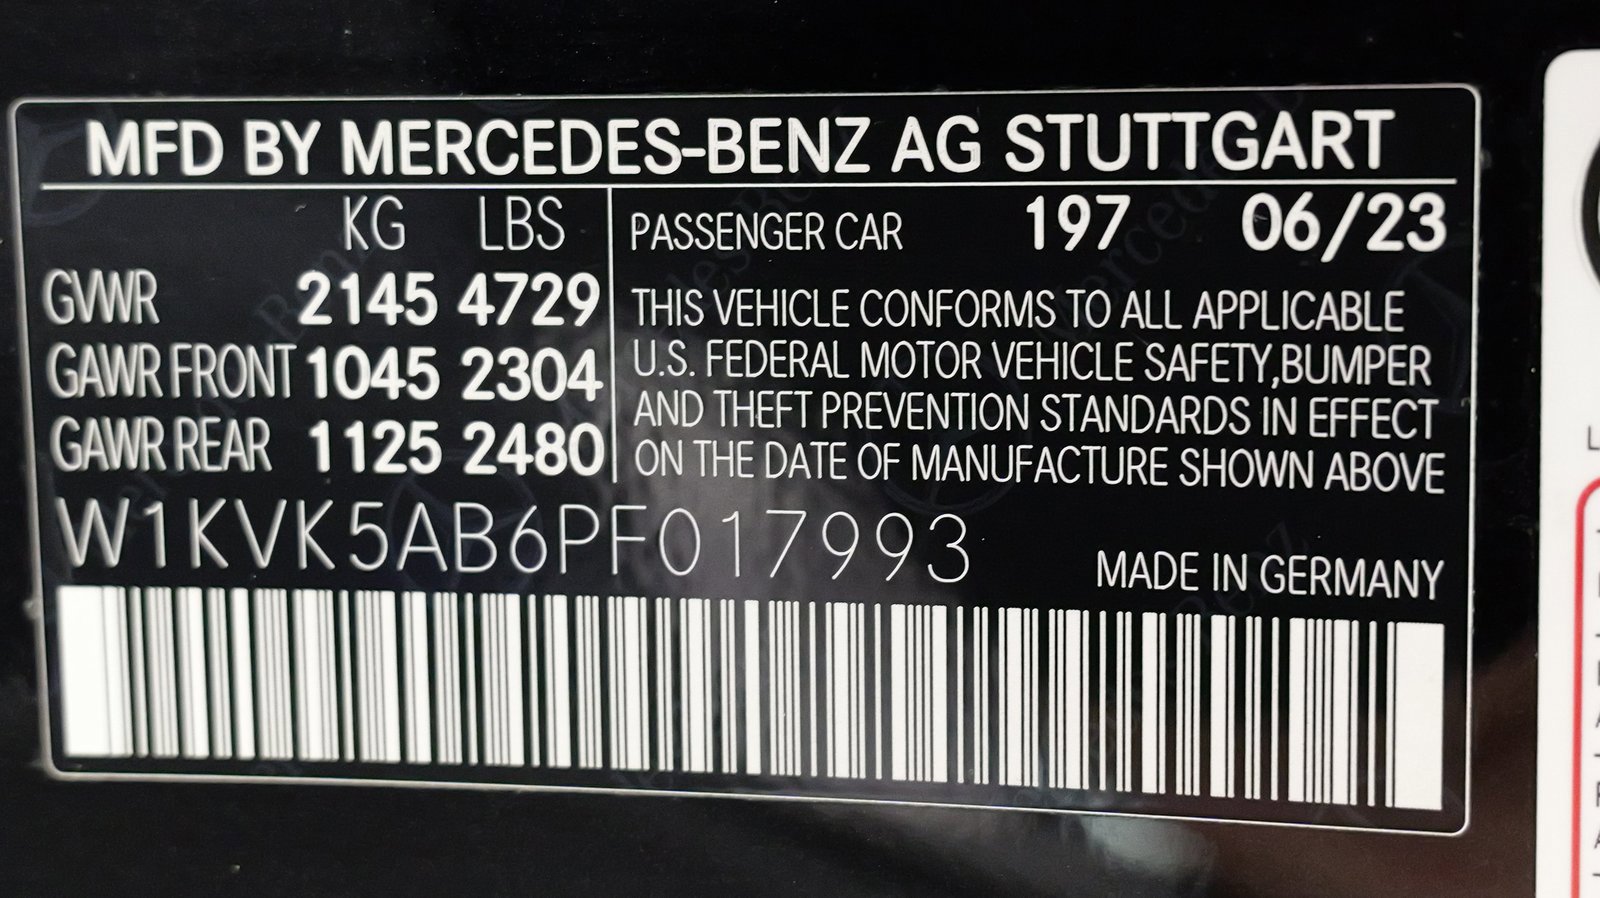 MFD BY MERCEDES-BENZ AG STUTTGART
KG LBS
GVWR 2145 4729
GAWR FRONT 1045 2304
GAWR REAR 1125 2480
PASSENGER CAR 197 06/23
THIS VEHICLE CONFORMS TO ALL APPLICABLE
U.S. FEDERAL MOTOR VEHICLE SAFETY,BUMPER
AND THEFT PREVENTION STANDARDS IN EFFECT
ON THE DATE OF MANUFACTURE SHOWN ABOVE
W1KVK5AB6PF017993
MADE IN GERMANY